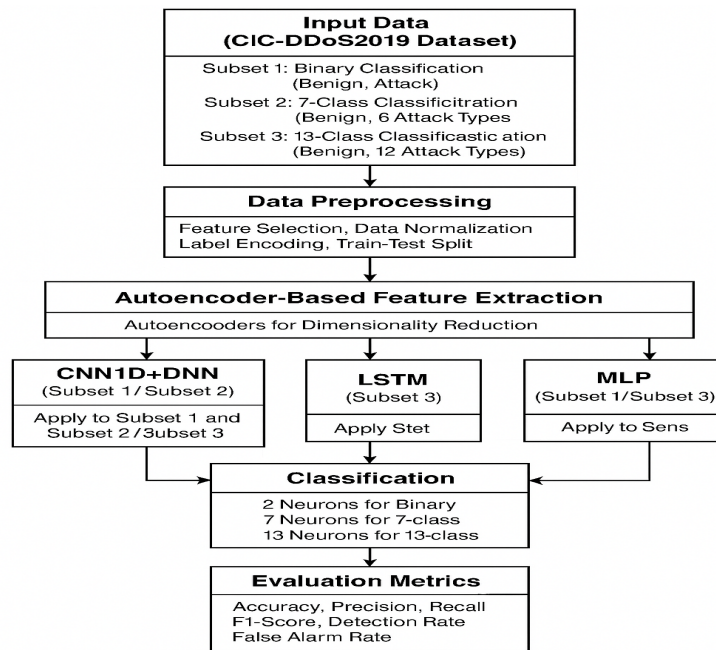 Input Data
(CIC-DDoS2019 Dataset)
Subset 1: Binary Classification
(Benign, Attack)
Subset 2: 7-Class Classificitration
(Benign, 6 Attack Types
Subset 3: 13-Class Classificastic ation
(Benign, 12 Attack Types)
Data Preprocessing
Feature Selection, Data Normalization
Label Encoding, Train-Test Split
Autoencoder-Based Feature Extraction
Autoencooders for Dimensionality Reduction
CNN1D+DNN
(Subset 1/Subset 2)
Apply to Subset 1 and
Subset 2/3ubset 3
LSTM
(Subset 3)
Apply Stet
MLP
(Subset 1/Subset 3)
Apply to Sens
Classification
2 Neurons for Binary
7 Neurons for 7-class
13 Neurons for 13-class
Evaluation Metrics
Accuracy, Precision, Recall
F1-Score, Detection Rate
False Alarm Rate